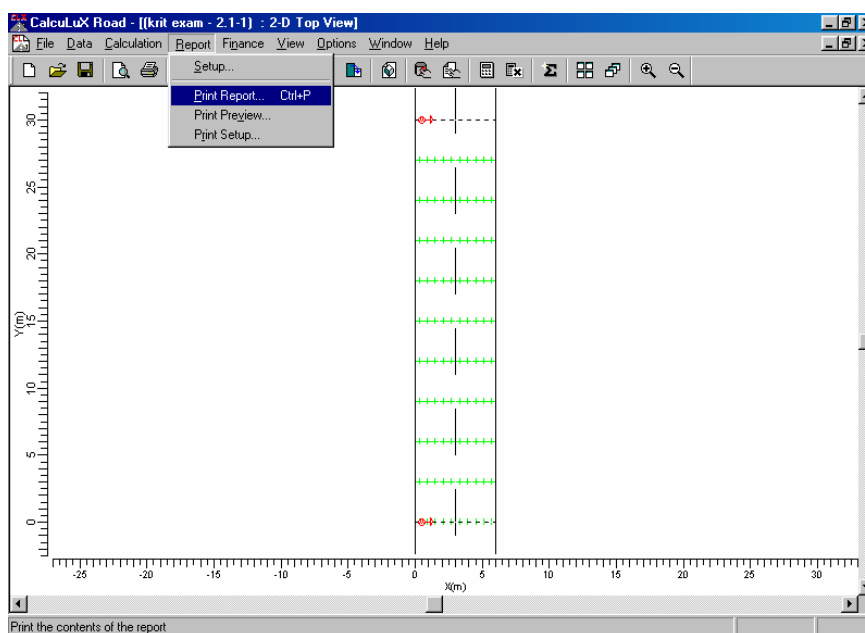 CalcuLuX Road - [(krit exam - 2.1-1) : 2-D Top View]
File Data Calculation Report Finance View Options Window Help
Setup...
Print Report... Ctrl+P
Print Preview...
Print Setup...
30
25
20
15
10
5
0
Y(m)
-25 -20 -15 -10 -5 0 5 10 15 20 25 30
X(m)
Print the contents of the report